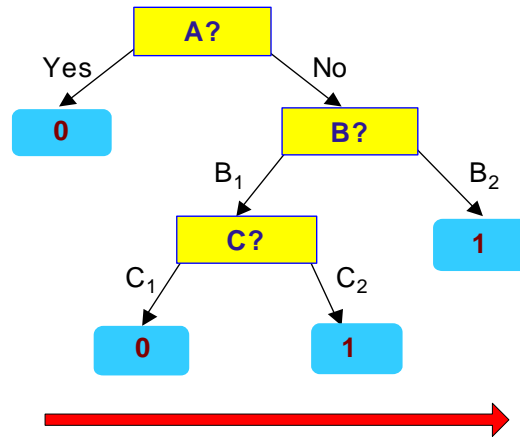 A?
Yes
No
0
B?
B₁
B₂
C?
1
C₁
C₂
0
1